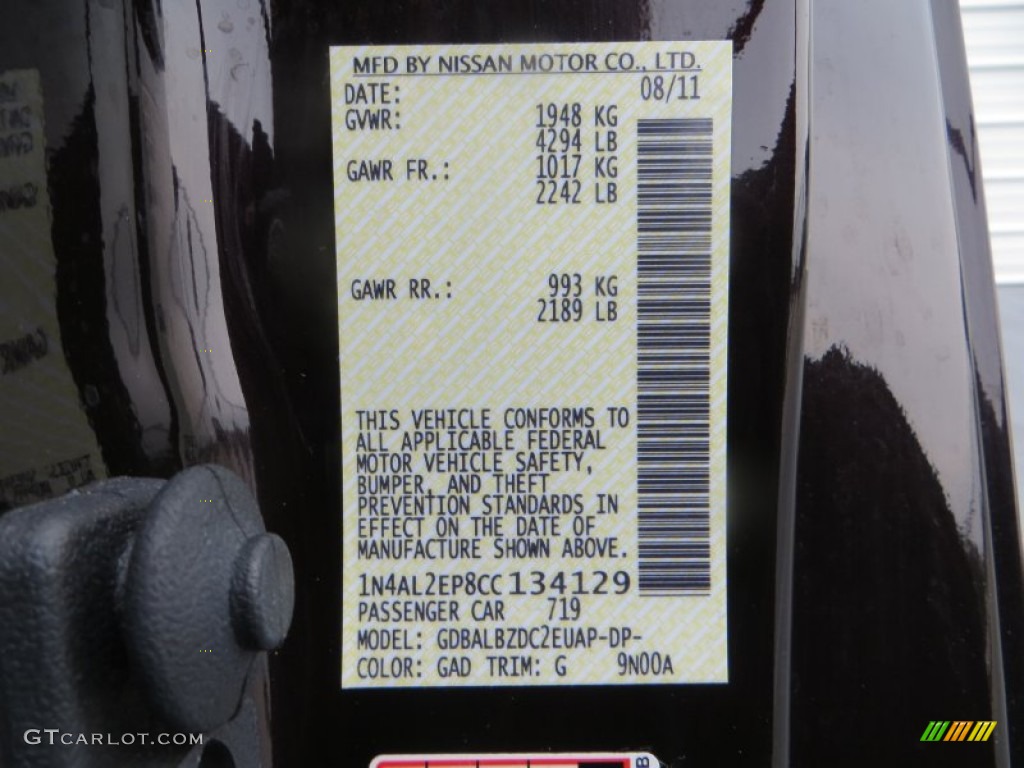 MFD BY NISSAN MOTOR CO., LTD.
DATE: 08/11
GVWR: 1948 KG
4294 LB
GAWR FR.: 1017 KG
2242 LB
GAWR RR.: 993 KG
2189 LB
THIS VEHICLE CONFORMS TO
ALL APPLICABLE FEDERAL
MOTOR VEHICLE SAFETY,
BUMPER, AND THEFT
PREVENTION STANDARDS IN
EFFECT ON THE DATE OF
MANUFACTURE SHOWN ABOVE.
1N4AL2EP8CC134129
PASSENGER CAR 719
MODEL: GDBALBZDC2EUAP-DP-
COLOR: GAD TRIM: G 9N00A
GTCARLOT.COM